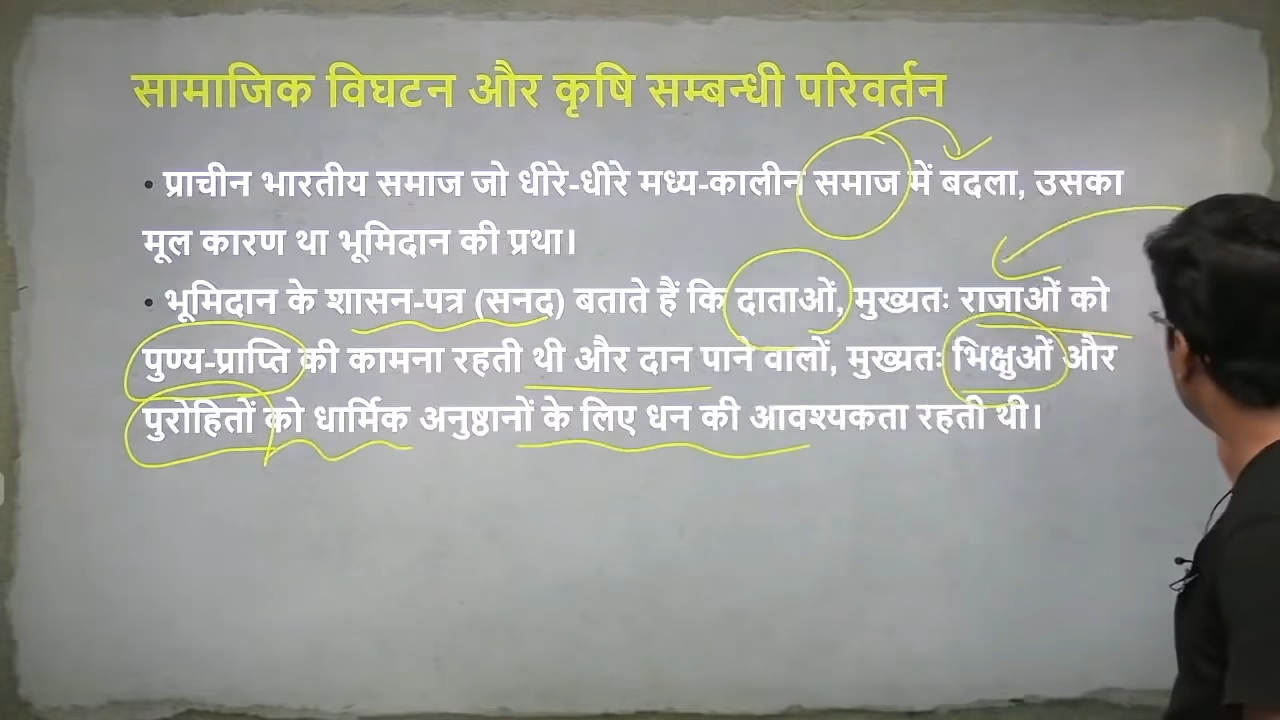 सामाजिक विघटन और कृषि सम्बन्धी परिवर्तन
• प्राचीन भारतीय समाज जो धीरे-धीरे मध्य-कालीन समाज में बदला, उसका
मूल कारण था भूमिदान की प्रथा।
• भूमिदान के शासन-पत्र (सनद) बताते हैं कि दाताओं, मुख्यतः राजाओं को
पुण्य-प्राप्ति की कामना रहती थी और दान पाने वालों, मुख्यतः भिक्षुओं और
पुरोहितों को धार्मिक अनुष्ठानों के लिए धन की आवश्यकता रहती थी।